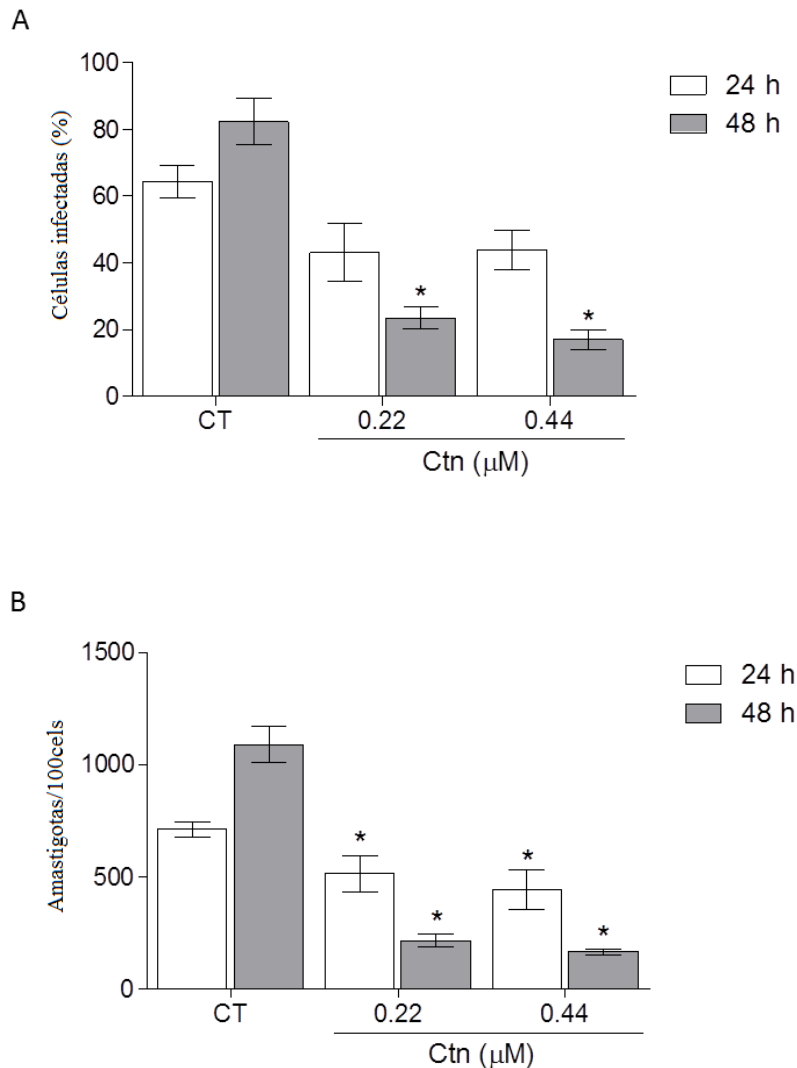 A
100
80
60
40
20
0
Células infectadas (%)
24 h
48 h
*
*
CT
0.22
0.44
Ctn (μM)
B
1500
1000
500
0
Amastigotas/100cels
24 h
48 h
*
*
*
*
CT
0.22
0.44
Ctn (μM)